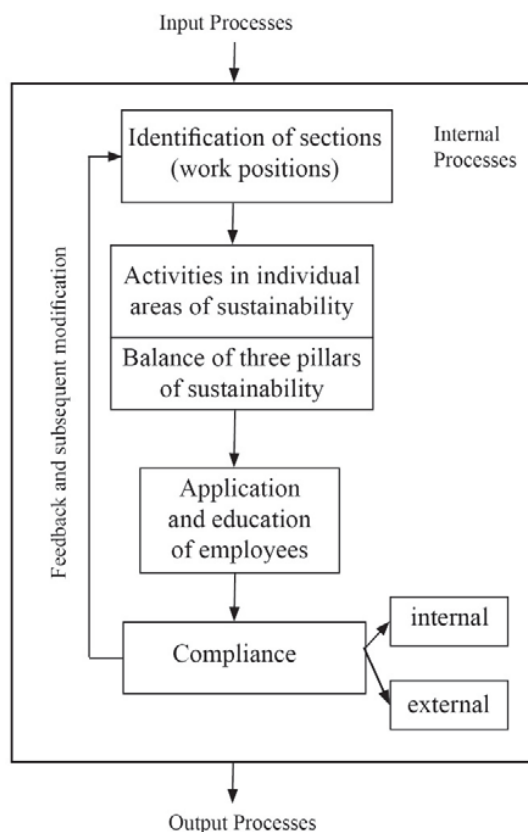 Input Processes
Identification of sections
(work positions)
Internal
Processes
Activities in individual
areas of sustainability
Balance of three pillars
of sustainability
Feedback and subsequent modification
Application
and education
of employees
Compliance
internal
external
Output Processes